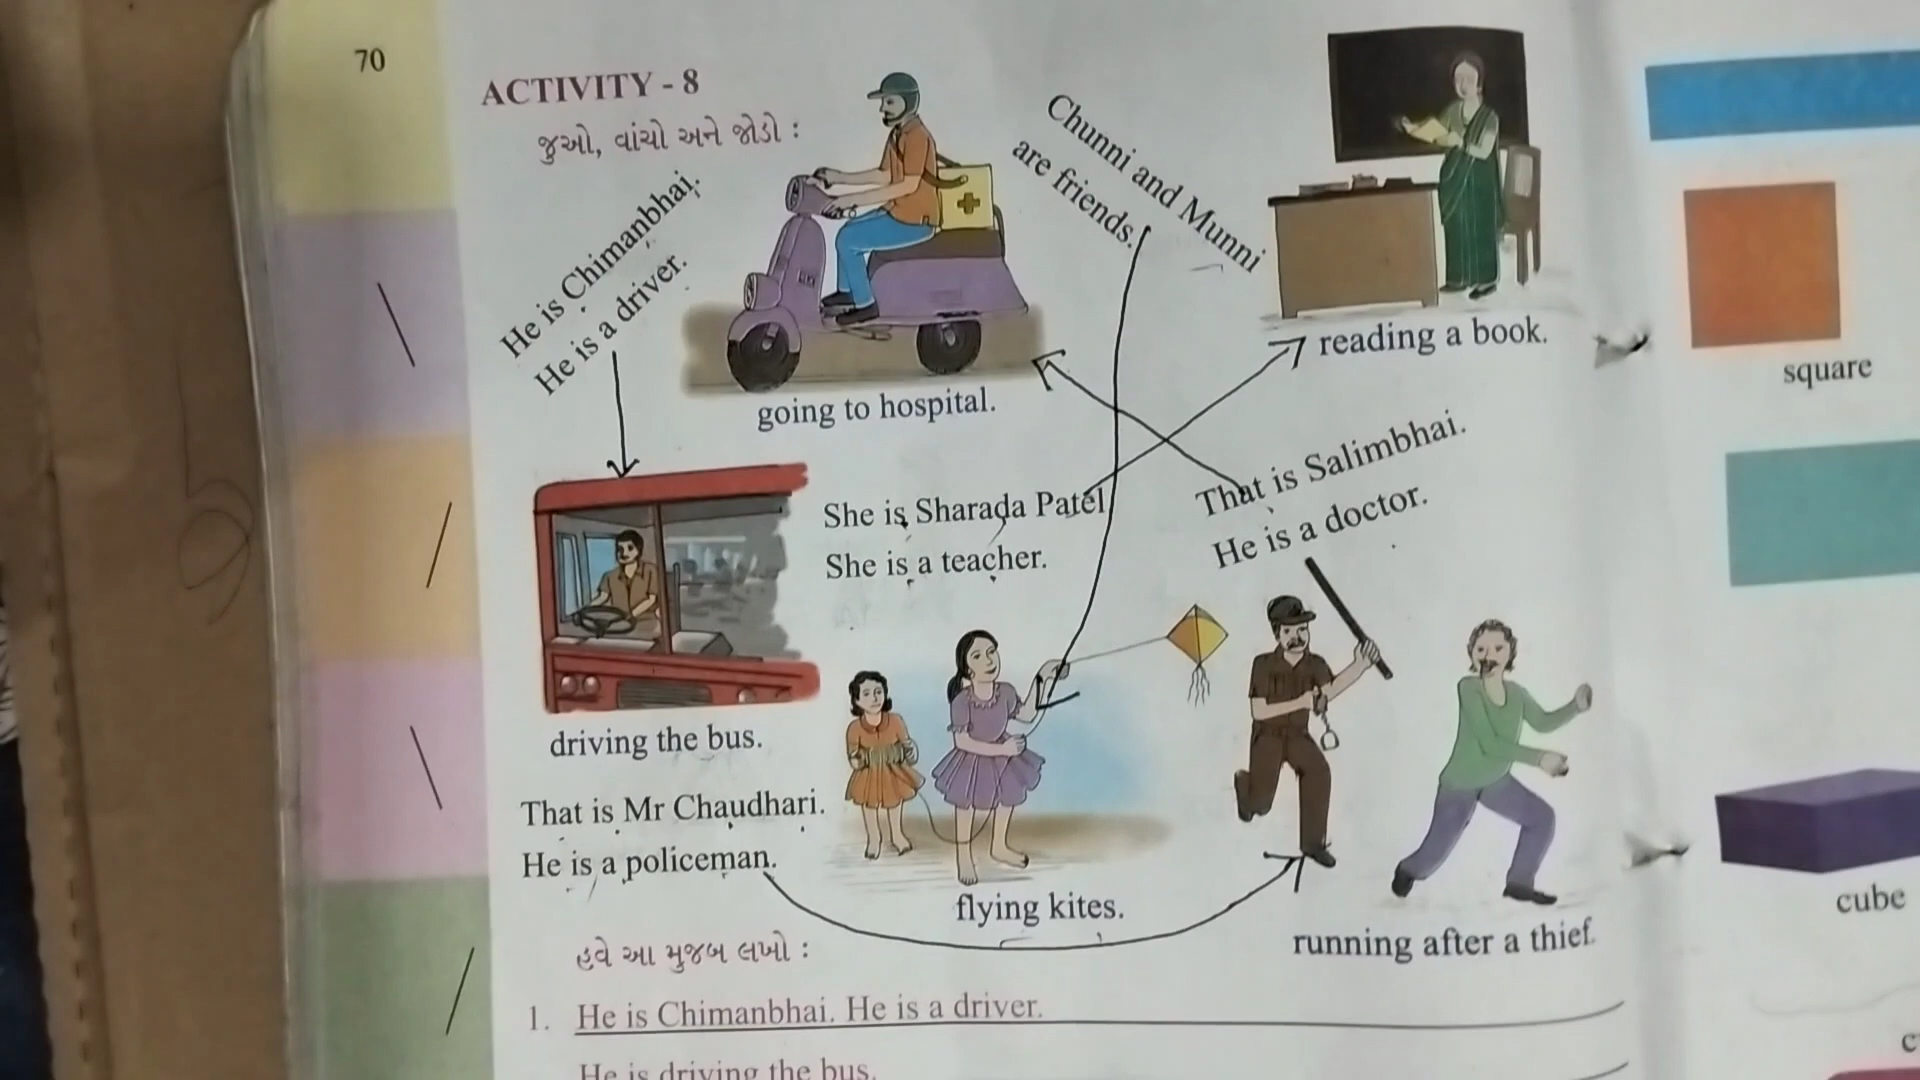 70
ACTIVITY - 8
જુઓ, વાંચો અને જોડો :
He is Chimanbhai.
He is a driver.
going to hospital.
Chunni and Munni
are friends.
reading a book.
driving the bus.
She is Sharada Patel
She is a teacher.
That is Salimbhai.
He is a doctor.
That is Mr Chaudhari.
He is a policeman.
flying kites.
running after a thief.
હવે આ મુજબ લખો :
1. He is Chimanbhai. He is a driver.
He is driving the bus.
square
cube